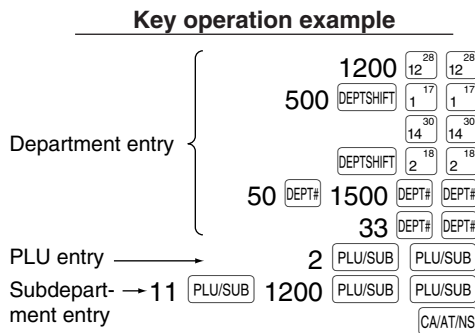 Key operation example
1200 12 28 12 28
500 DEPTSHIFT 1 17 1 17
14 30 14 30
Department entry
DEPTSHIFT 2 18 2 18
50 DEPT# 1500 DEPT# DEPT#
33 DEPT# DEPT#
PLU entry 2 PLU/SUB PLU/SUB
Subdepart- 11 PLU/SUB 1200 PLU/SUB PLU/SUB
ment entry
CA/AT/NS